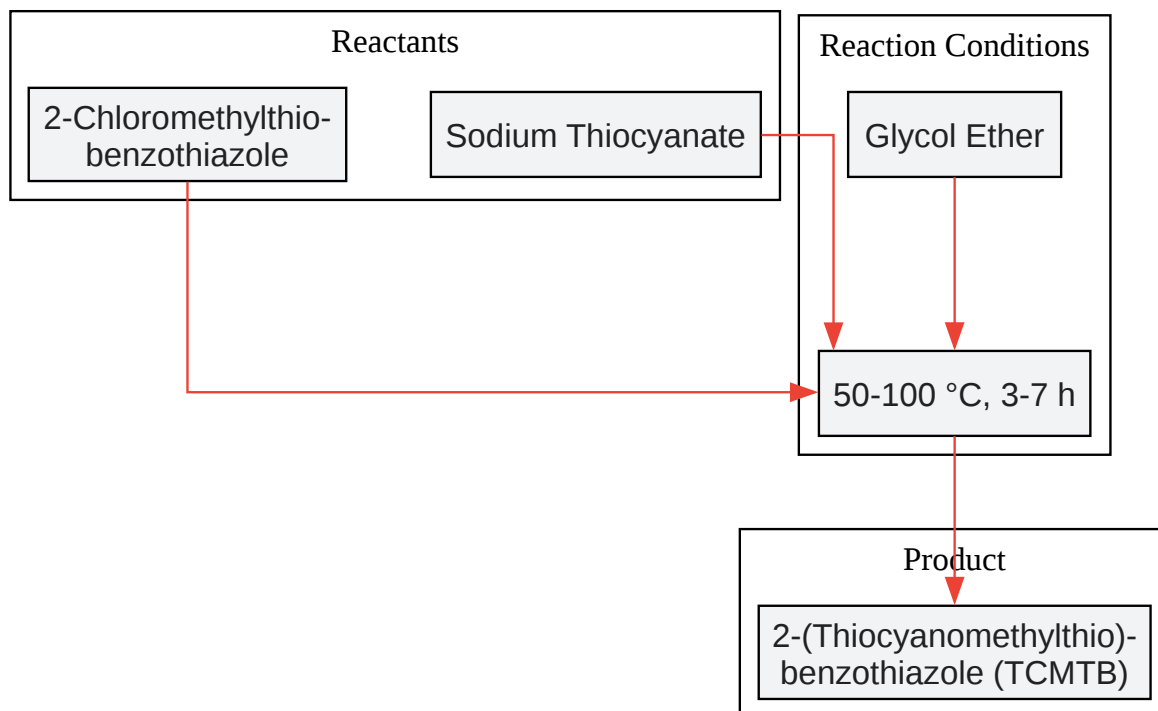 Reactants
2-Chloromethylthio-
benzothiazole
Sodium Thiocyanate
Reaction Conditions
Glycol Ether
50-100 °C, 3-7 h
Product
2-(Thiocyanomethylthio)-
benzothiazole (TCMTB)